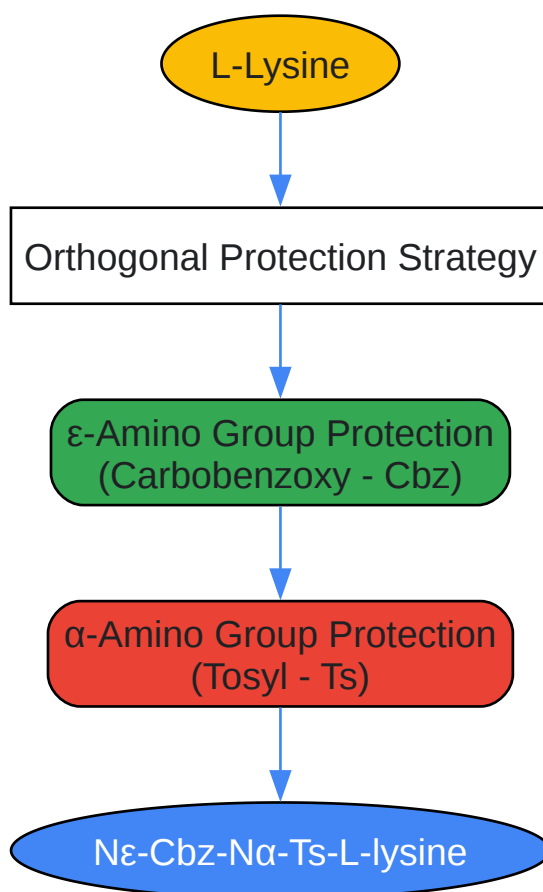 L-Lysine
Orthogonal Protection Strategy
ε-Amino Group Protection
(Carbobenzoxy - Cbz)
α-Amino Group Protection
(Tosyl - Ts)
Nε-Cbz-Nα-Ts-L-lysine